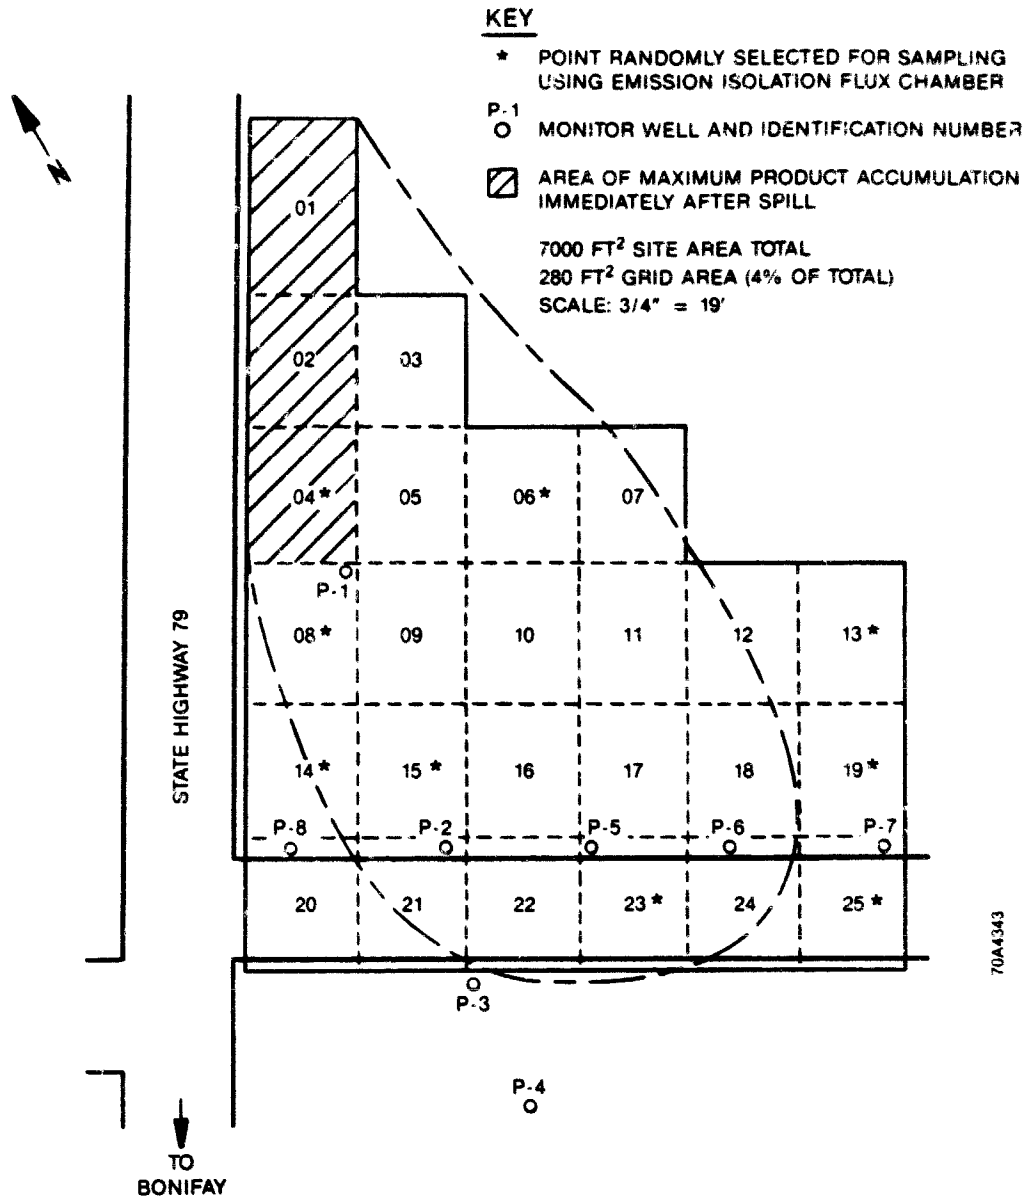 KEY
* POINT RANDOMLY SELECTED FOR SAMPLING
USING EMISSION ISOLATION FLUX CHAMBER
P-1
MONITOR WELL AND IDENTIFICATION NUMBER
AREA OF MAXIMUM PRODUCT ACCUMULATION
IMMEDIATELY AFTER SPILL
7000 FT² SITE AREA TOTAL
280 FT² GRID AREA (4% OF TOTAL)
SCALE: 3/4" = 19'
N
01
02
03
04*
05
06*
07
P-1
08*
09
10
11
12
13*
STATE HIGHWAY 79
14*
15*
16
17
18
19*
P-8
P-2
P-5
P-6
P-7
20
21
22
23*
24
25*
70A4343
P-3
P-4
TO
BONIFAY